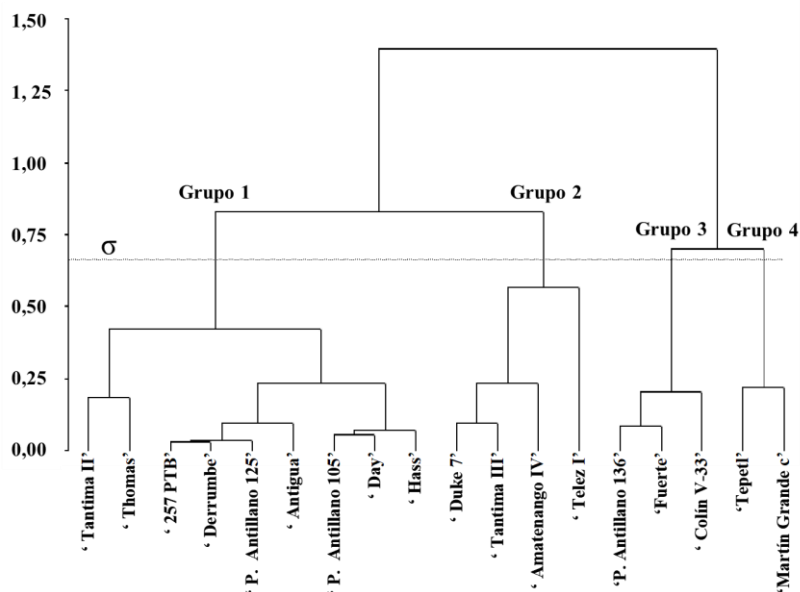 1,50
1,25
1,00
0,75
0,50
0,25
0,00
Grupo 1
Grupo 2
Grupo 3
Grupo 4
σ
‘ Tantima II’
‘ Thomas’
‘ 257 PTB’
‘ Derrumbe’
‘ P. Antillano 125’
‘ Antigua’
‘ P. Antillano 105’
‘ Day’
‘ Hass’
‘ Duke 7’
‘ Tantima III’
‘ Amatenango IV’
‘ Telez I’
‘P. Antillano 136’
‘Fuerte’
‘ Colín V-33’
‘Tepetl’
‘Martín Grande c’